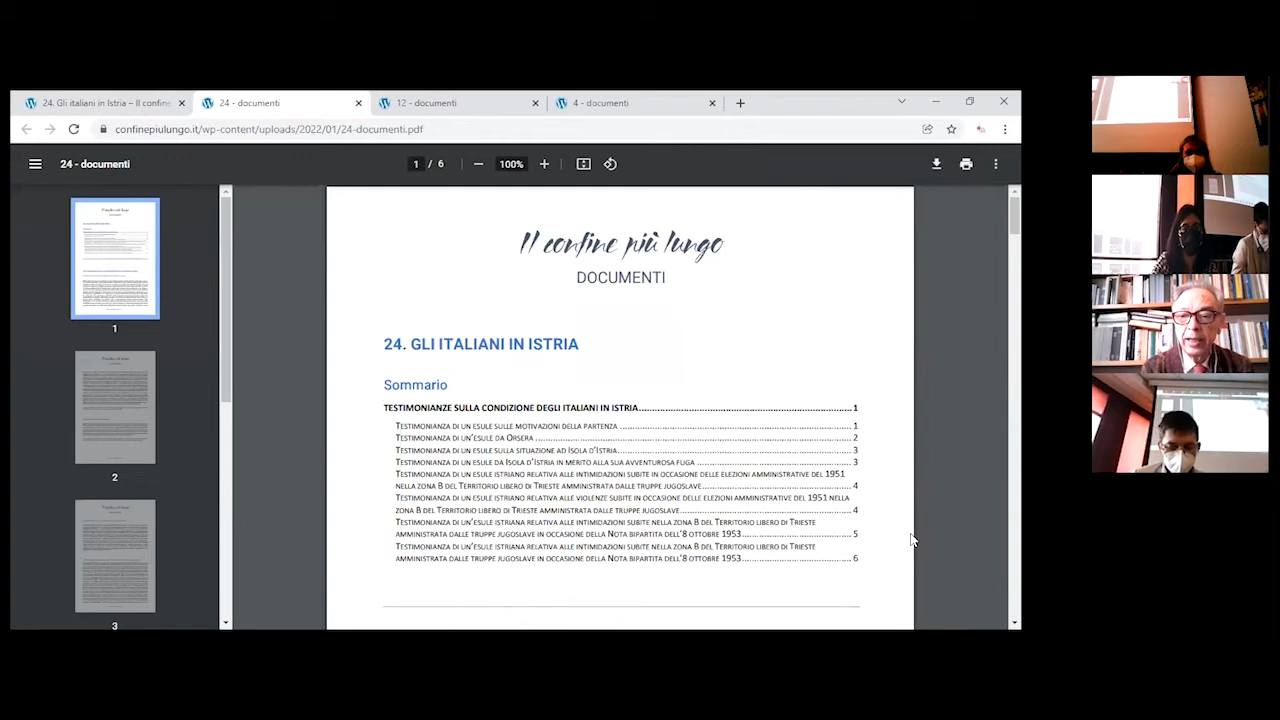 24. Gli italiani in Istria – Il confine
24 - documenti
12 - documenti
4 - documenti
confinepiulungo.it/wp-content/uploads/2022/01/24-documenti.pdf
24 - documenti
1 / 6
100%
1
2
3
Il confine più lungo
DOCUMENTI
24. GLI ITALIANI IN ISTRIA
Sommario
TESTIMONIANZE SULLA CONDIZIONE DEGLI ITALIANI IN ISTRIA 1
TESTIMONIANZA DI UN ESULE SULLE MOTIVAZIONI DELLA PARTENZA 1
TESTIMONIANZA DI UN'ESULE DA ORSERA 2
TESTIMONIANZA DI UN ESULE SULLA SITUAZIONE AD ISOLA D'ISTRIA 3
TESTIMONIANZA DI UN ESULE DA ISOLA D'ISTRIA IN MERITO ALLA SUA AVVENTUROSA FUGA 3
TESTIMONIANZA DI UN ESULE ISTRIANO RELATIVA ALLE INTIMIDAZIONI SUBITE IN OCCASIONE DELLE ELEZIONI AMMINISTRATIVE DEL 1951
NELLA ZONA B DEL TERRITORIO LIBERO DI TRIESTE AMMINISTRATA DALLE TRUPPE JUGOSLAVE 4
TESTIMONIANZA DI UN ESULE ISTRIANO RELATIVA ALLE VIOLENZE SUBITE IN OCCASIONE DELLE ELEZIONI AMMINISTRATIVE DEL 1951 NELLA
ZONA B DEL TERRITORIO LIBERO DI TRIESTE AMMINISTRATA DALLE TRUPPE JUGOSLAVE 4
TESTIMONIANZA DI UN'ESULE ISTRIANA RELATIVA ALLE INTIMIDAZIONI SUBITE NELLA ZONA B DEL TERRITORIO LIBERO DI TRIESTE
AMMINISTRATA DALLE TRUPPE JUGOSLAVE IN OCCASIONE DELLA NOTA BIPARTITA DELL'8 OTTOBRE 1953 5
TESTIMONIANZA DI UN'ESULE ISTRIANA RELATIVA ALLE INTIMIDAZIONI SUBITE NELLA ZONA B DEL TERRITORIO LIBERO DI TRIESTE
AMMINISTRATA DALLE TRUPPE JUGOSLAVE IN OCCASIONE DELLA NOTA BIPARTITA DELL'8 OTTOBRE 1953 6